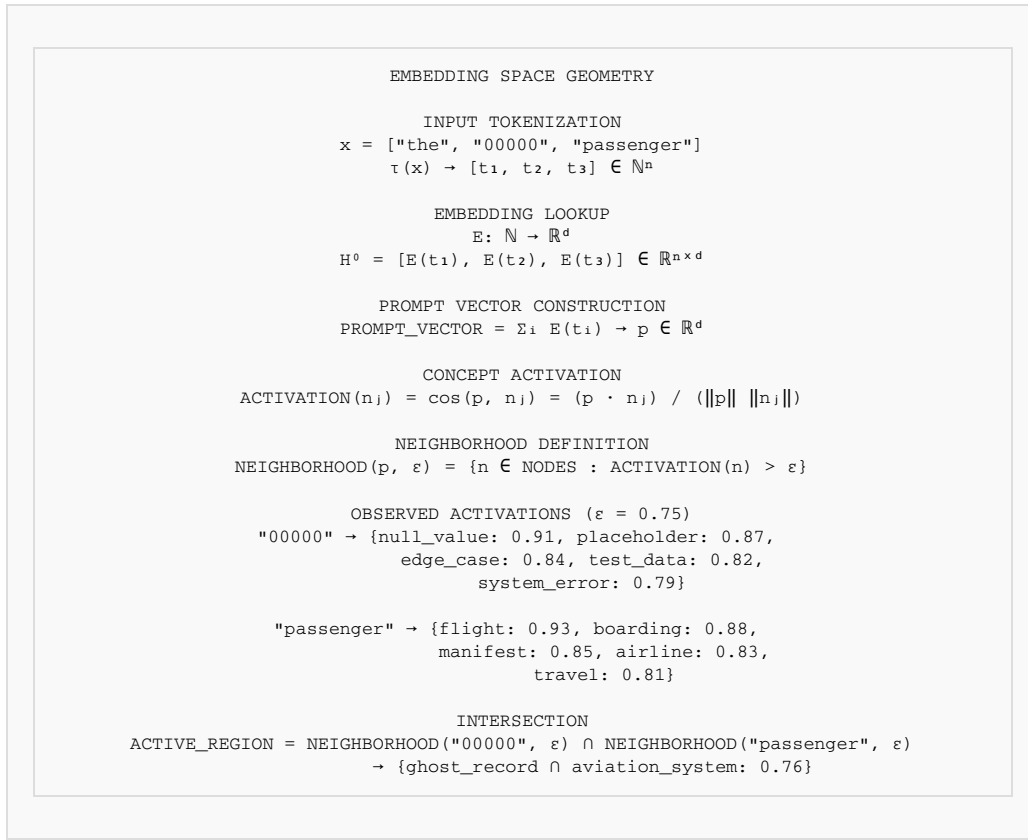 EMBEDDING SPACE GEOMETRY
INPUT TOKENIZATION
x = ["the", "00000", "passenger"]
τ(x) → [t₁, t₂, t₃] ∈ ℕⁿ
EMBEDDING LOOKUP
E: ℕ → ℝᵈ
H⁰ = [E(t₁), E(t₂), E(t₃)] ∈ ℝⁿˣᵈ
PROMPT VECTOR CONSTRUCTION
PROMPT_VECTOR = Σᵢ E(tᵢ) → p ∈ ℝᵈ
CONCEPT ACTIVATION
ACTIVATION(nⱼ) = cos(p, nⱼ) = (p · nⱼ) / (‖p‖ ‖nⱼ‖)
NEIGHBORHOOD DEFINITION
NEIGHBORHOOD(p, ε) = {n ∈ NODES : ACTIVATION(n) > ε}
OBSERVED ACTIVATIONS (ε = 0.75)
"00000" → {null_value: 0.91, placeholder: 0.87,
edge_case: 0.84, test_data: 0.82,
system_error: 0.79}
"passenger" → {flight: 0.93, boarding: 0.88,
manifest: 0.85, airline: 0.83,
travel: 0.81}
INTERSECTION
ACTIVE_REGION = NEIGHBORHOOD("00000", ε) ∩ NEIGHBORHOOD("passenger", ε)
→ {ghost_record ∩ aviation_system: 0.76}